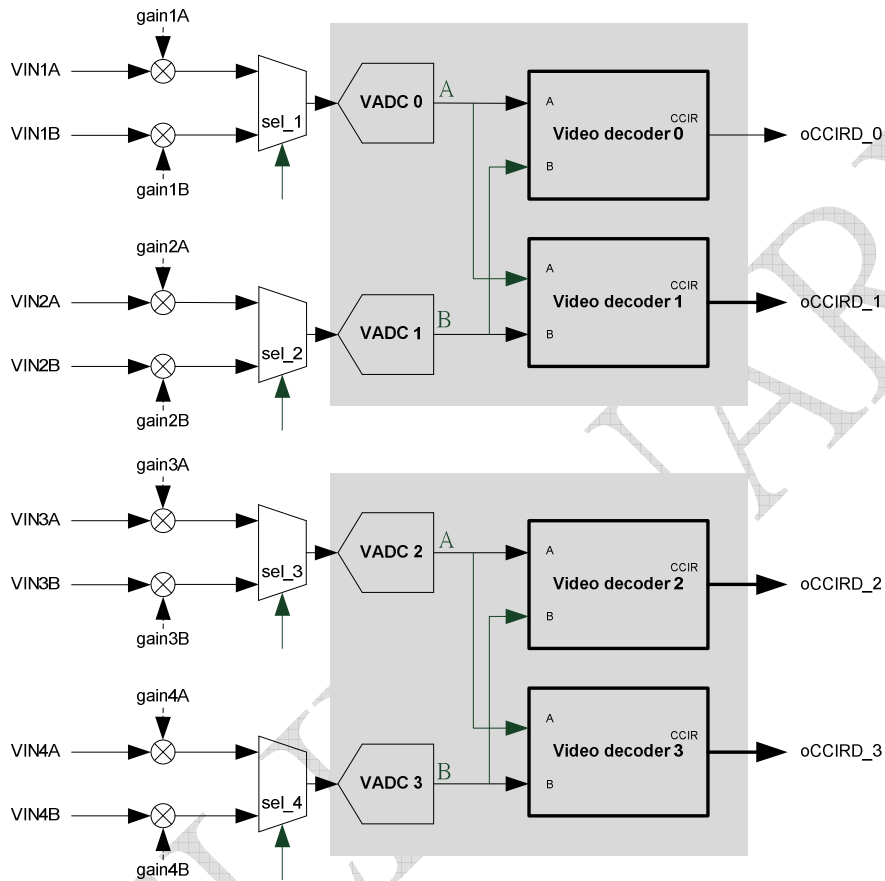 gain1A
VIN1A
VIN1B
gain1B
sel_1
VADC 0
A
A
B
Video decoder 0
CCIR
oCCIRD_0
gain2A
VIN2A
VIN2B
gain2B
sel_2
VADC 1
B
A
B
Video decoder 1
CCIR
oCCIRD_1
gain3A
VIN3A
VIN3B
gain3B
sel_3
VADC 2
A
A
B
Video decoder 2
CCIR
oCCIRD_2
gain4A
VIN4A
VIN4B
gain4B
sel_4
VADC 3
B
A
B
Video decoder 3
CCIR
oCCIRD_3